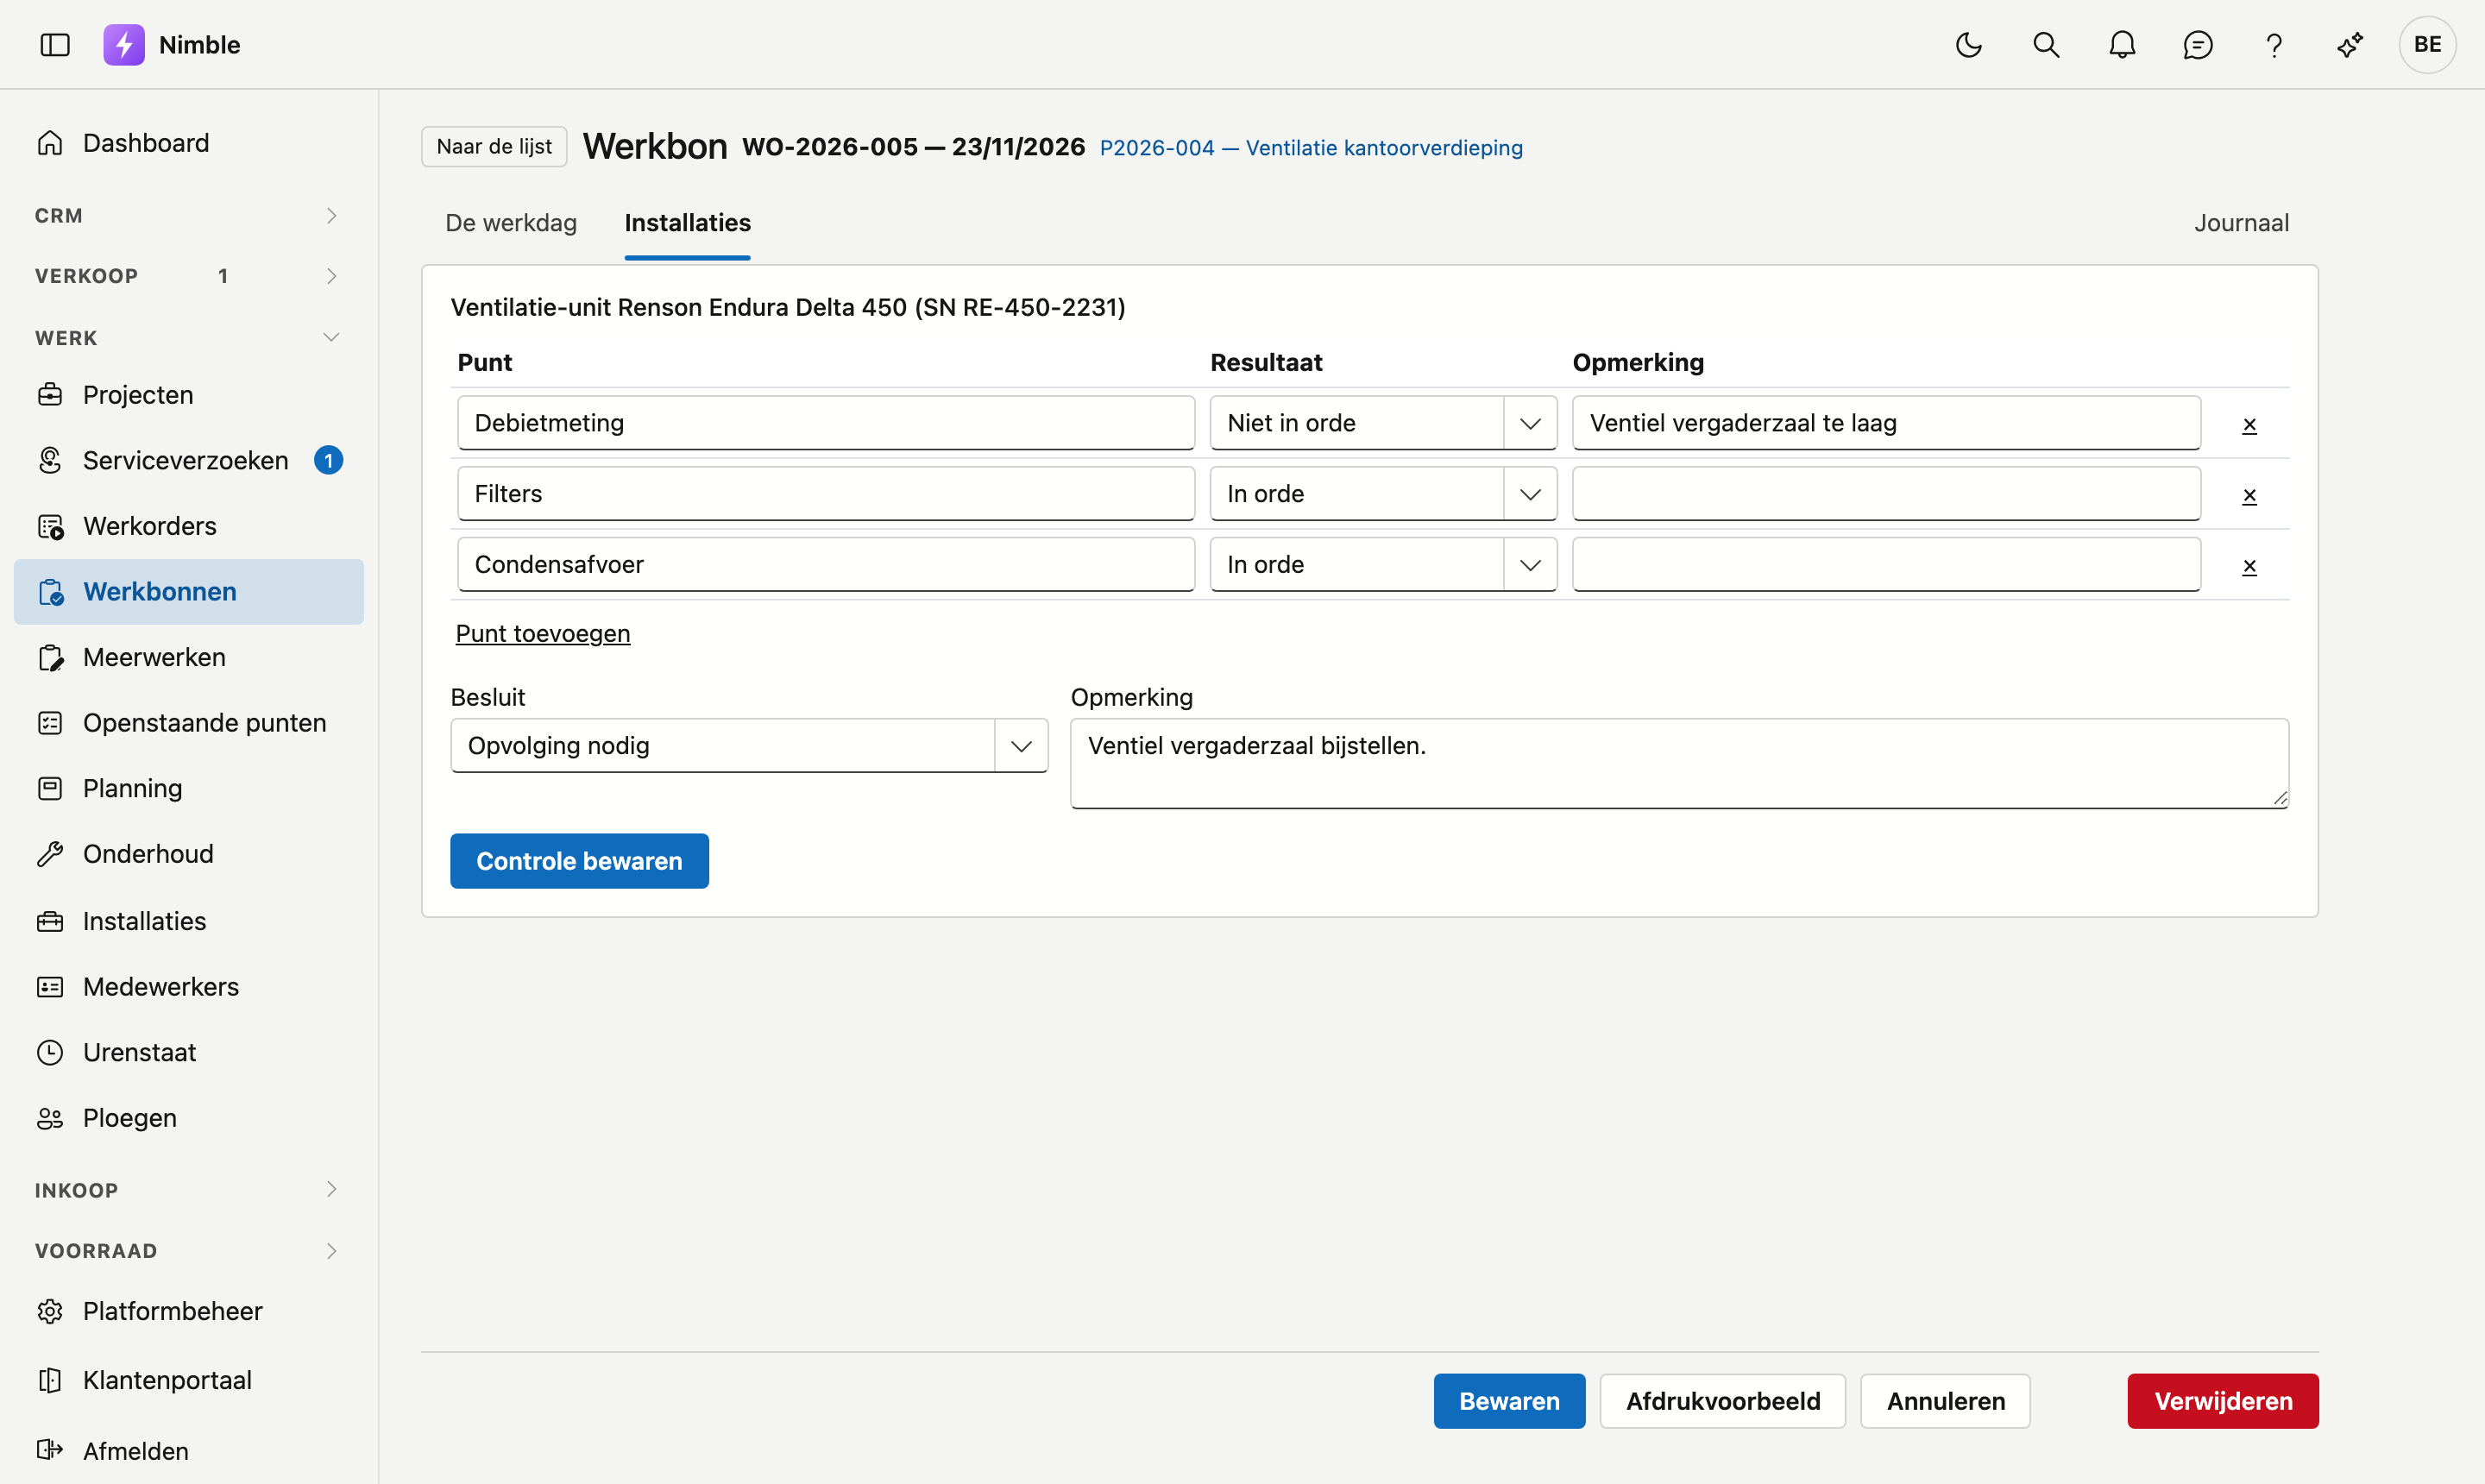 Nimble
BE
Dashboard
CRM
VERKOOP 1
WERK
Projecten
Serviceverzoeken 1
Werkorders
Werkbonnen
Meerwerken
Openstaande punten
Planning
Onderhoud
Installaties
Medewerkers
Urenstaat
Ploegen
INKOOP
VOORRAAD
Platformbeheer
Klantenportaal
Afmelden
Naar de lijst Werkbon WO-2026-005 — 23/11/2026 P2026-004 — Ventilatie kantoorverdieping
De werkdag Installaties Journaal
Ventilatie-unit Renson Endura Delta 450 (SN RE-450-2231)
Punt Resultaat Opmerking
Debietmeting Niet in orde Ventiel vergaderzaal te laag x
Filters In orde x
Condensafvoer In orde x
Punt toevoegen
Besluit Opmerking
Opvolging nodig Ventiel vergaderzaal bijstellen.
Controle bewaren
Bewaren Afdrukvoorbeeld Annuleren Verwijderen